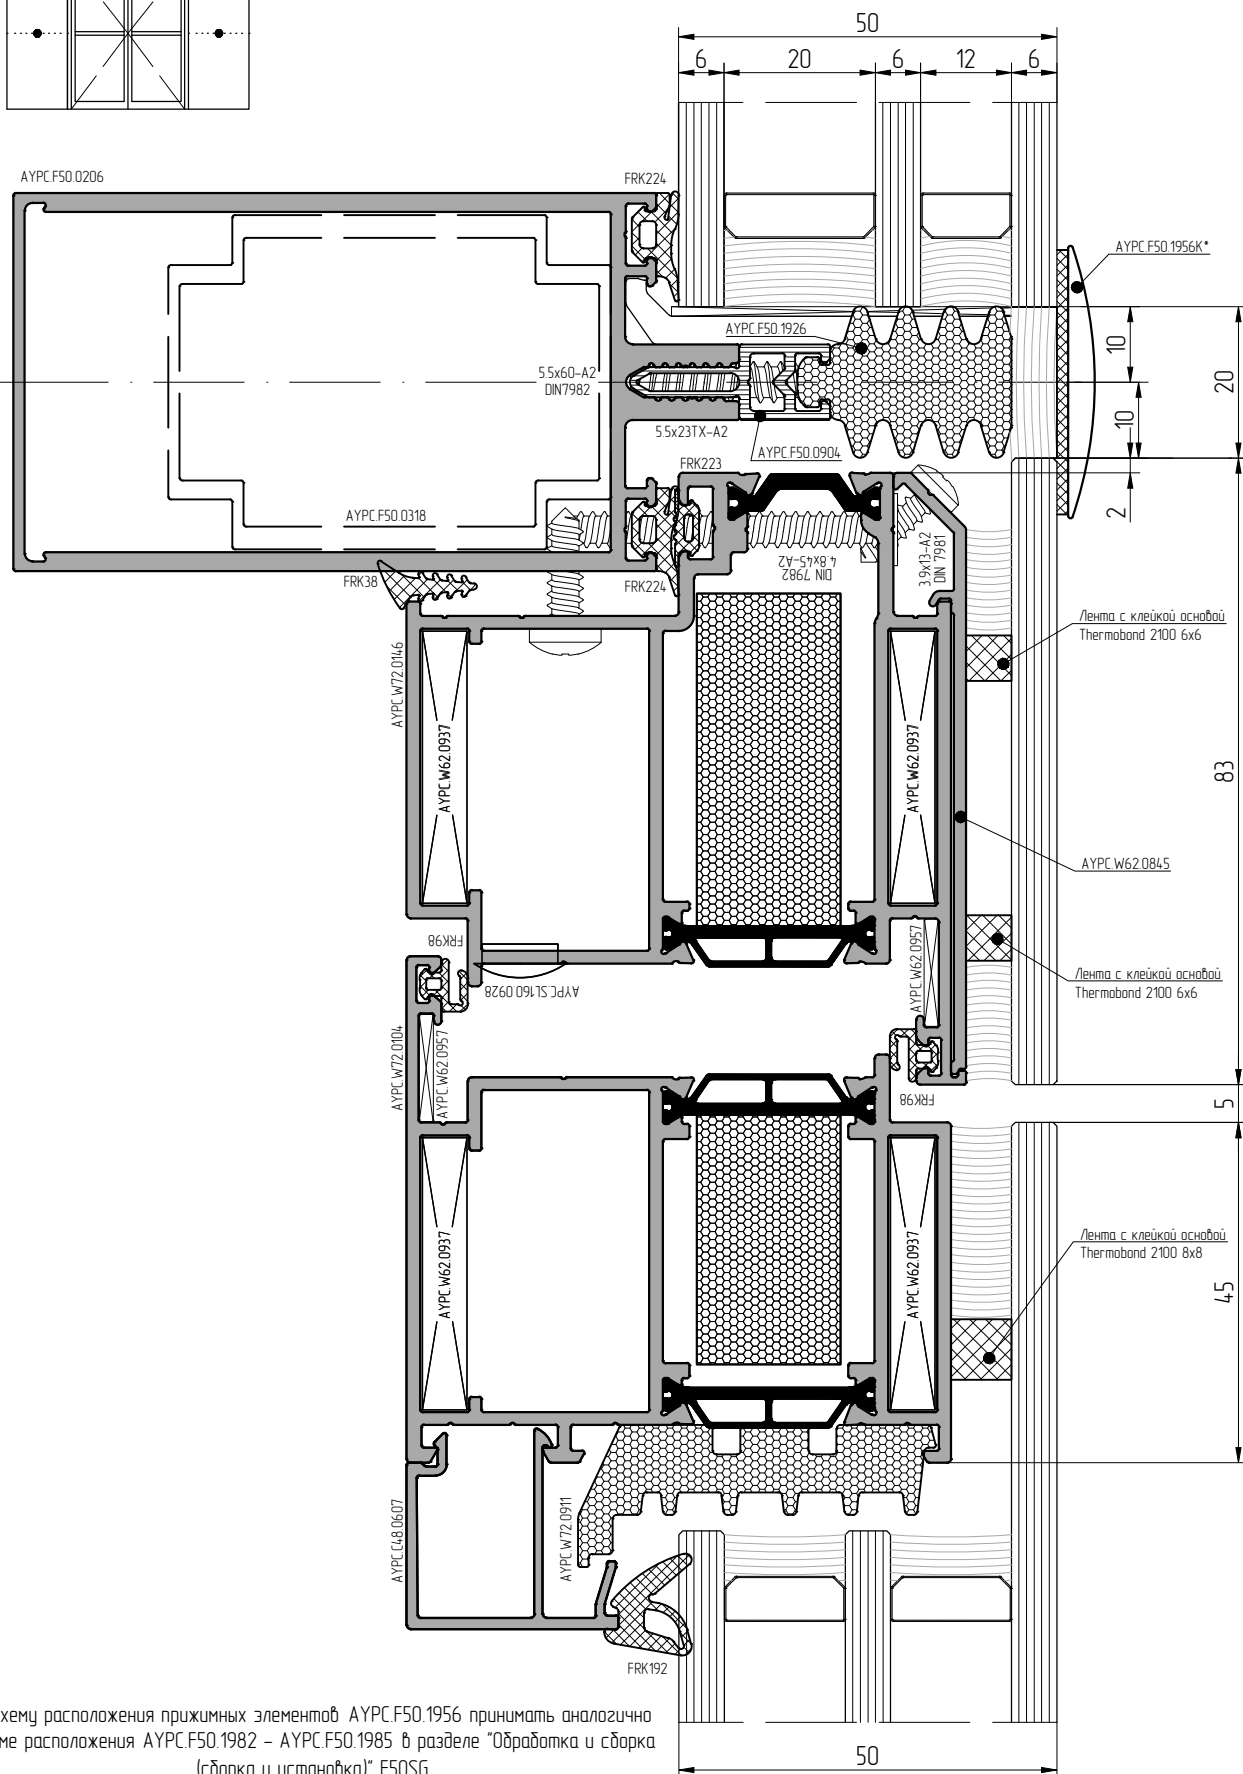 50
6
20
6
12
6
AYPC.F50.0206
FRK224
AYPC.F50.1956K*
AYPC.F50.1926
10
20
5.5x60-A2
DIN7982
10
5.5x23TX-A2
AYPC.F50.0904
FRK223
2
AYPC.F50.0318
4.8x45-A2
DIN 7982
3.9x13-A2
DIN 7981
FRK38
FRK224
Лента с клейкой основой
Thermobond 2100 6x6
AYPC.W72.0146
AYPC.W62.0937
AYPC.W62.0937
83
AYPC.W62.0845
FRK98
AYPC.SL160.0928
AYPC.W62.0957
Лента с клейкой основой
Thermobond 2100 6x6
AYPC.W72.0104
AYPC.W62.0957
FRK98
5
AYPC.W62.0937
AYPC.W62.0937
Лента с клейкой основой
Thermobond 2100 8x8
45
AYPC.C48.0607
AYPC.W72.0911
FRK192
расположения прижимных элементов AYPC.F50.1956 принимать аналогично
расположения AYPC.F50.1982 – AYPC.F50.1985 в разделе "Обработка и сборка
(сборка и установка)" F50SG
50